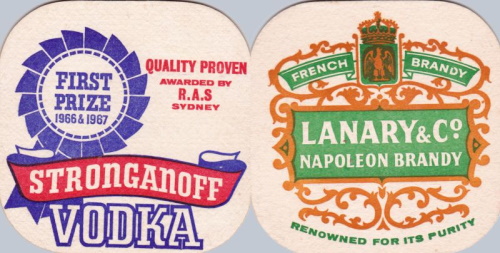 FIRST
PRIZE
1966 & 1967
QUALITY PROVEN
AWARDED BY
R.A.S
SYDNEY
STRONGANOFF
VODKA
FRENCH BRANDY
LANARY & Co
NAPOLEON BRANDY
RENOWNED FOR ITS PURITY